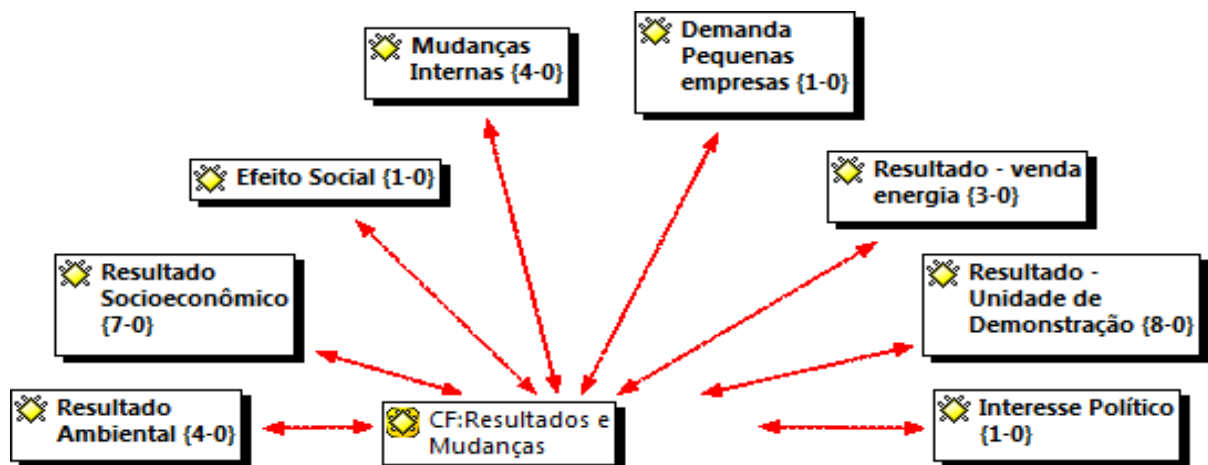 Mudanças
Internas {4-0}
Demanda
Pequenas
empresas {1-0}
Efeito Social {1-0}
Resultado - venda
energia {3-0}
Resultado
Socioeconômico
{7-0}
Resultado -
Unidade de
Demonstração {8-0}
Resultado
Ambiental {4-0}
CF:Resultados e
Mudanças
Interesse Político
{1-0}